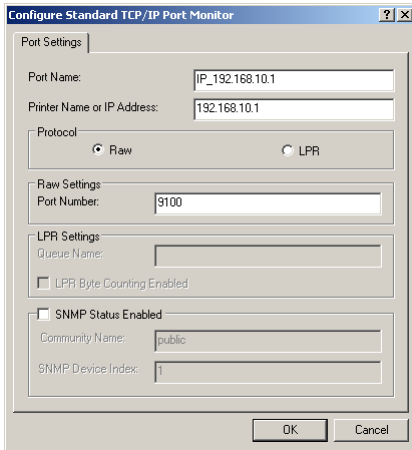 Configure Standard TCP/IP Port Monitor
Port Settings
Port Name: IP_192.168.10.1
Printer Name or IP Address: 192.168.10.1
Protocol
Raw LPR
Raw Settings
Port Number: 9100
LPR Settings
Queue Name:
LPR Byte Counting Enabled
SNMP Status Enabled
Community Name: public
SNMP Device Index: 1
OK Cancel